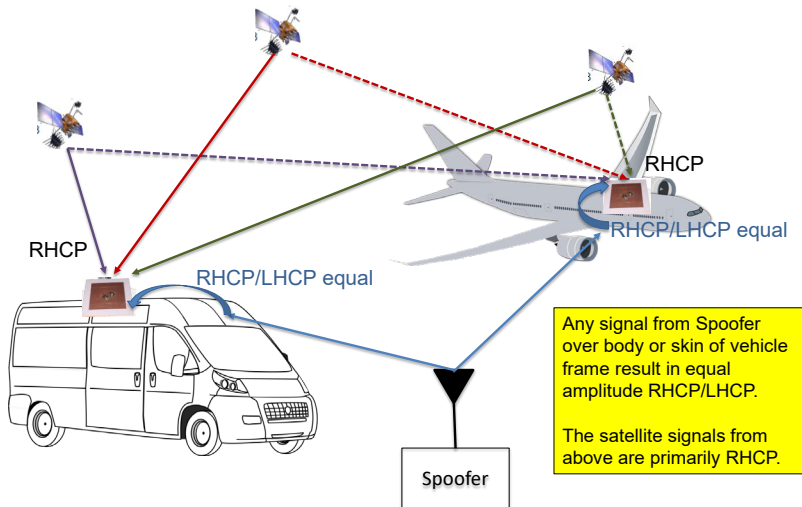 B
B
B
RHCP
RHCP
RHCP/LHCP equal
RHCP/LHCP equal
Any signal from Spoofer
over body or skin of vehicle
frame result in equal
amplitude RHCP/LHCP.
The satellite signals from
above are primarily RHCP.
Spoofer